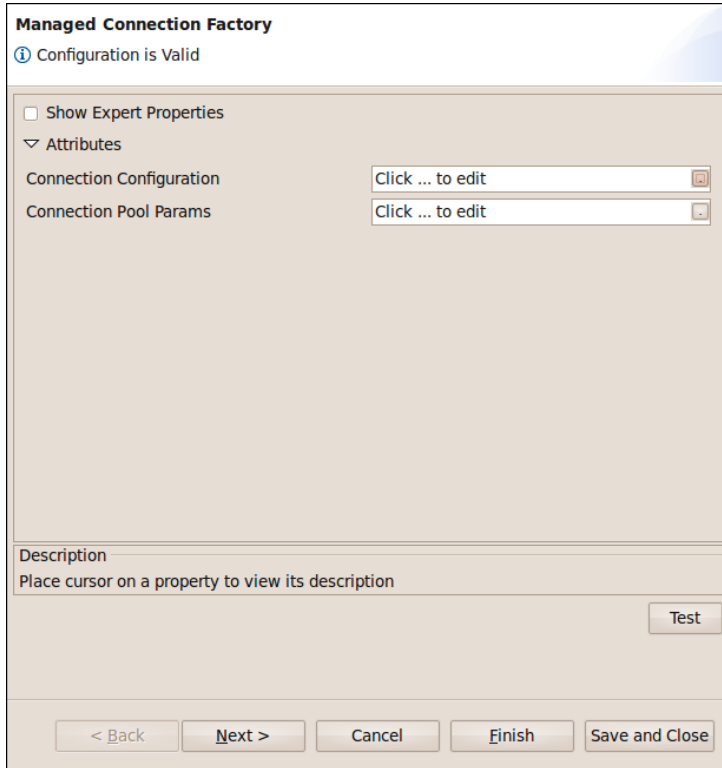 Managed Connection Factory
Configuration is Valid
Show Expert Properties
Attributes
Connection Configuration Click ... to edit
Connection Pool Params Click ... to edit
Description
Place cursor on a property to view its description
Test
< Back Next > Cancel Finish Save and Close